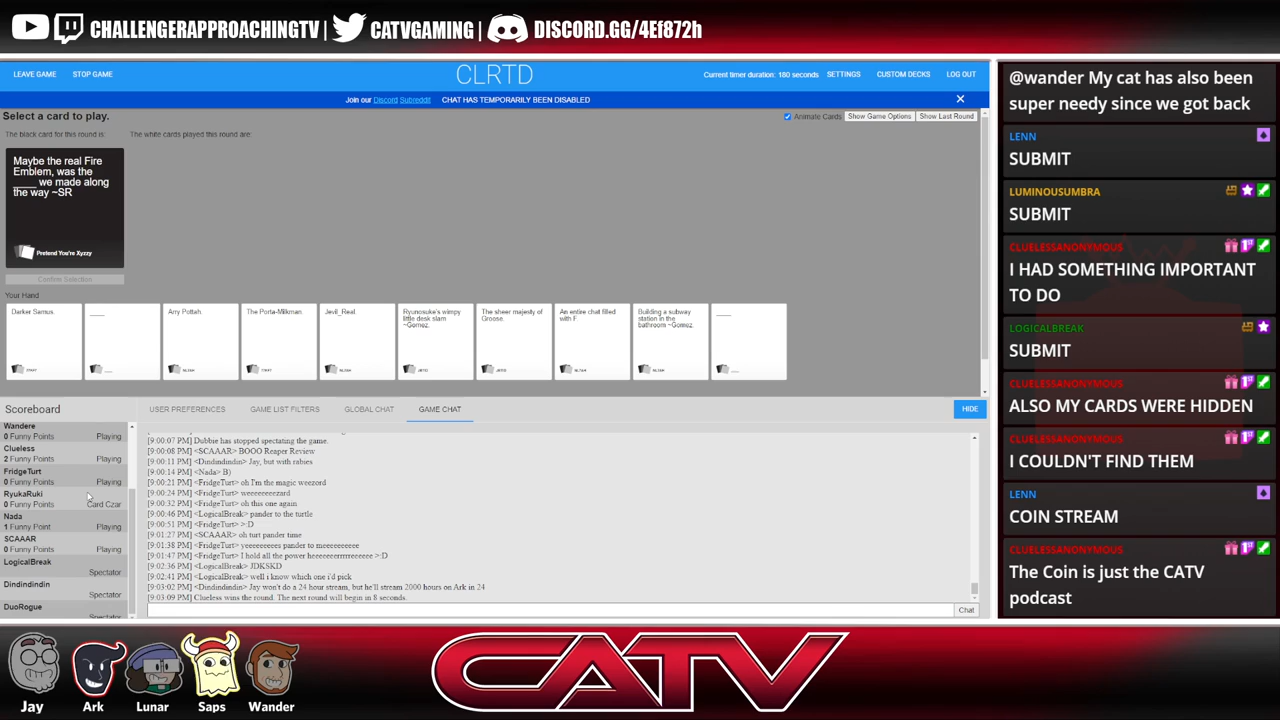 CHALLENGERAPPROACHINGTV | CATVGAMING | DISCORD.GG/4Ef872h
LEAVE GAME STOP GAME CLRTD Current timer duration: 180 seconds SETTINGS CUSTOM DECKS LOG OUT
Join our Discord Subreddit CHAT HAS TEMPORARILY BEEN DISABLED
Select a card to play.
Animate Cards Show Game Options Show Last Round
The black card for this round is: The white cards played this round are:
Maybe the real Fire
Emblem, was the
____ we made along
the way ~SR
Pretend You're Xyzzy
Confirm Selection
Your Hand
Darker Samus
____
Arry Pottah
The Porta-Milkman.
Jevil_Real
Ryunosuke's wimpy
little desk slam
~Gomez.
The sheer majesty of
Groose.
An entire chat filled
with F
Building a subway
station in the
bathroom ~Gomez.
____
Scoreboard
USER PREFERENCES GAME LIST FILTERS GLOBAL CHAT GAME CHAT HIDE
Wandere
0 Funny Points Playing
Clueless
2 Funny Points Playing
FridgeTurt
0 Funny Points Playing
RyukaRuki
0 Funny Points Card Czar
Nada
1 Funny Point Playing
SCAAAR
0 Funny Points Playing
LogicalBreak
Spectator
Dindindindin
Spectator
DuoRogue
Spectator
[9:00:07 PM] Dubbie has stopped spectating the game.
[9:00:08 PM] <SCAAAR> BOOO Reaper Review
[9:00:11 PM] <Dindindindin> Jay, but with rabies
[9:00:14 PM] <Nada> B)
[9:00:21 PM] <FridgeTurt> oh I'm the magic weezord
[9:00:24 PM] <FridgeTurt> weeeeeeezard
[9:00:32 PM] <FridgeTurt> oh this one again
[9:00:46 PM] <LogicalBreak> pander to the turtle
[9:00:51 PM] <FridgeTurt> >:D
[9:01:27 PM] <SCAAAR> oh turt pander time
[9:01:38 PM] <FridgeTurt> yeeeeeeees pander to meeeeeeee
[9:01:47 PM] <FridgeTurt> I hold all the power heeeeeeerrrrreceeeee >:D
[9:02:36 PM] <LogicalBreak> JDKSKD
[9:02:41 PM] <LogicalBreak> well i know which one i'd pick
[9:03:02 PM] <Dindindindin> Jay won't do a 24 hour stream, but he'll stream 2000 hours on Ark in 24
[9:03:09 PM] Clueless wins the round. The next round will begin in 8 seconds.
Chat
@wander My cat has also been
super needy since we got back
LENN
SUBMIT
LUMINOUSUMBRA
SUBMIT
CLUELESSANONYMOUS
I HAD SOMETHING IMPORTANT
TO DO
LOGICALBREAK
SUBMIT
CLUELESSANONYMOUS
ALSO MY CARDS WERE HIDDEN
CLUELESSANONYMOUS
I COULDN'T FIND THEM
LENN
COIN STREAM
CLUELESSANONYMOUS
The Coin is just the CATV
podcast
Jay Ark Lunar Saps Wander
CATV